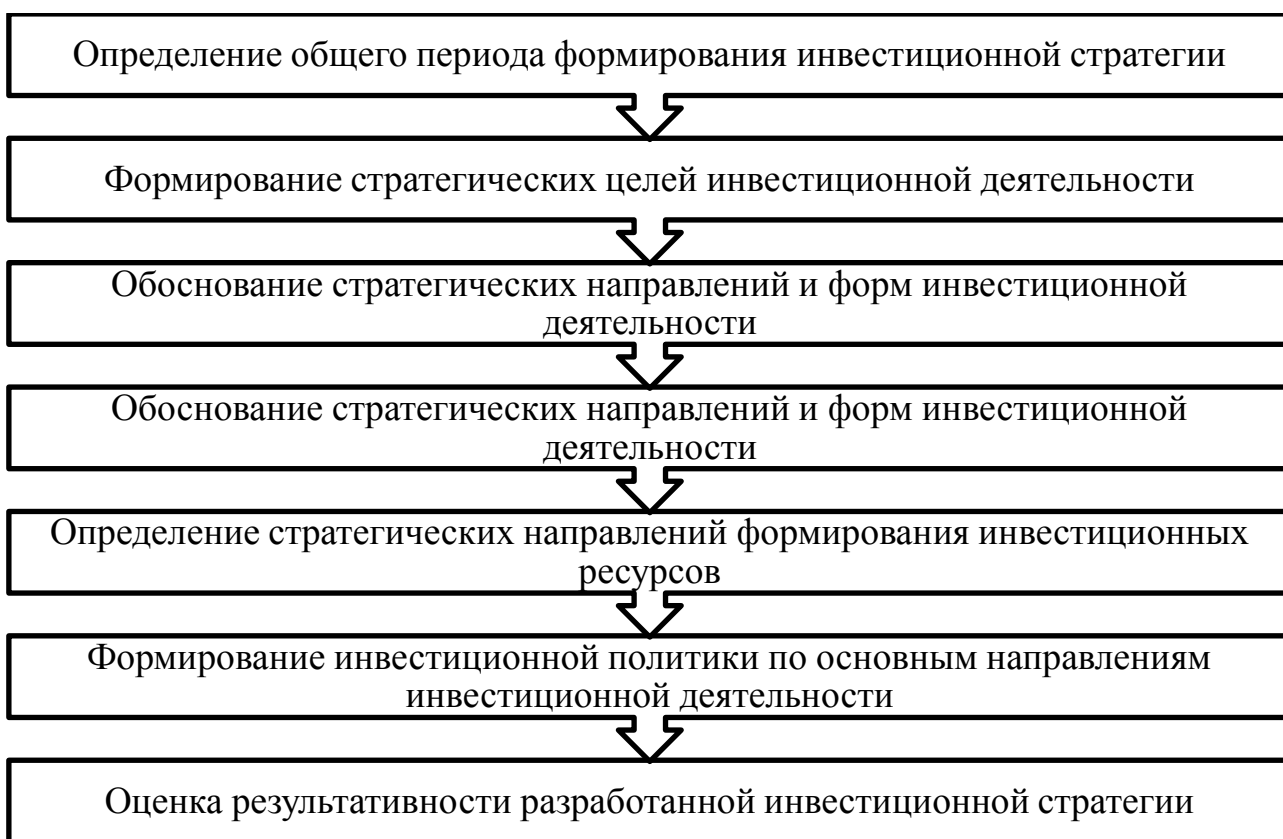 Определение общего периода формирования инвестиционной стратегии
Формирование стратегических целей инвестиционной деятельности
Обоснование стратегических направлений и форм инвестиционной
деятельности
Обоснование стратегических направлений и форм инвестиционной
деятельности
Определение стратегических направлений формирования инвестиционных
ресурсов
Формирование инвестиционной политики по основным направлениям
инвестиционной деятельности
Оценка результативности разработанной инвестиционной стратегии